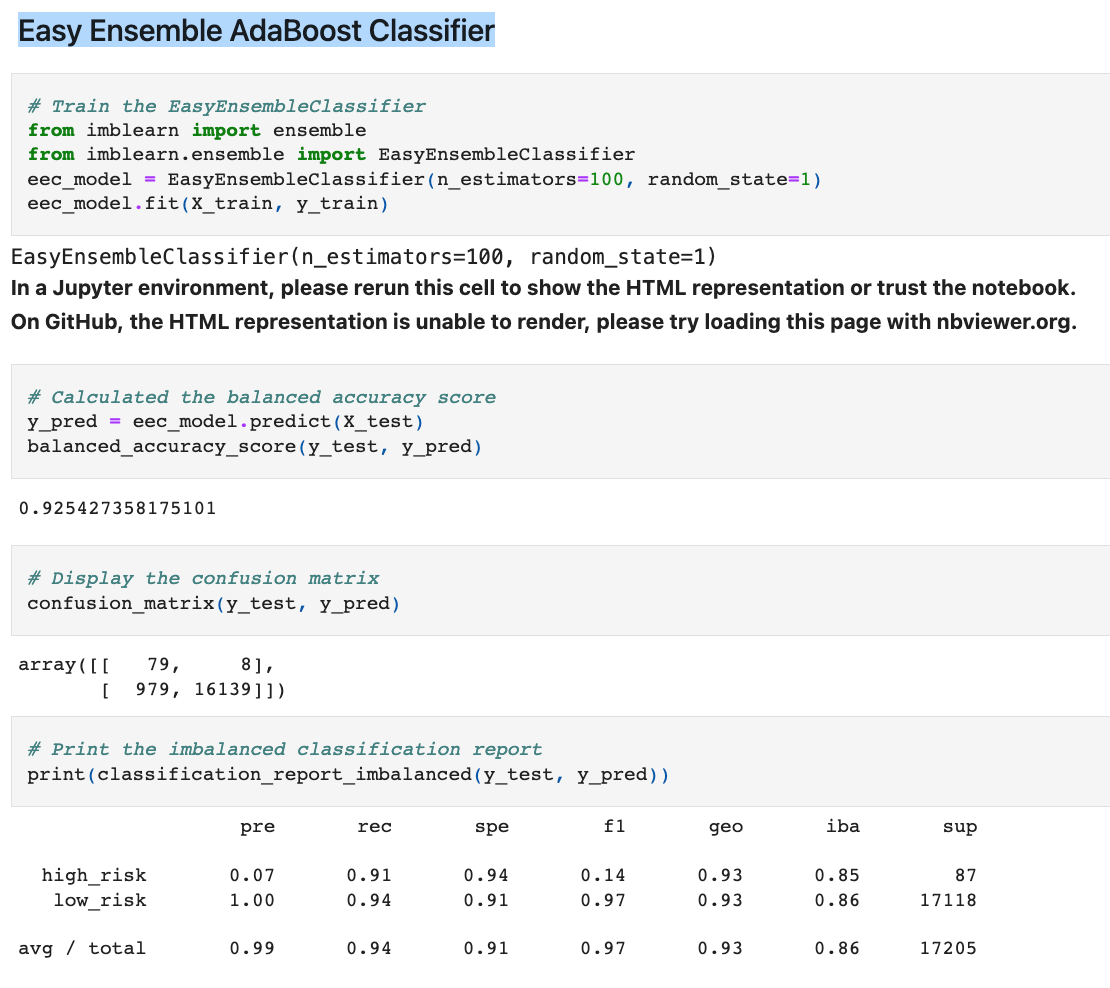 Easy Ensemble AdaBoost Classifier
# Train the EasyEnsembleClassifier
from imblearn import ensemble
from imblearn.ensemble import EasyEnsembleClassifier
eec_model = EasyEnsembleClassifier(n_estimators=100, random_state=1)
eec_model.fit(X_train, y_train)
EasyEnsembleClassifier(n_estimators=100, random_state=1)
In a Jupyter environment, please rerun this cell to show the HTML representation or trust the notebook.
On GitHub, the HTML representation is unable to render, please try loading this page with nbviewer.org.
# Calculated the balanced accuracy score
y_pred = eec_model.predict(X_test)
balanced_accuracy_score(y_test, y_pred)
0.925427358175101
# Display the confusion matrix
confusion_matrix(y_test, y_pred)
array([[   79,     8],
       [  979, 16139]])
# Print the imbalanced classification report
print(classification_report_imbalanced(y_test, y_pred))
                   pre       rec       spe        f1       geo       iba       sup
  high_risk       0.07      0.91      0.94      0.14      0.93      0.85        87
   low_risk       1.00      0.94      0.91      0.97      0.93      0.86     17118
avg / total       0.99      0.94      0.91      0.97      0.93      0.86     17205